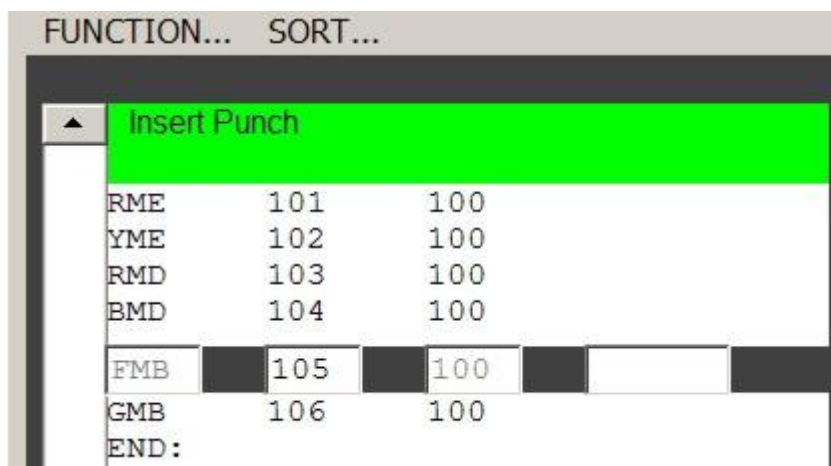 FUNCTION... SORT...
Insert Punch
RME 101 100
YME 102 100
RMD 103 100
BMD 104 100
FMB 105 100
GMB 106 100
END: